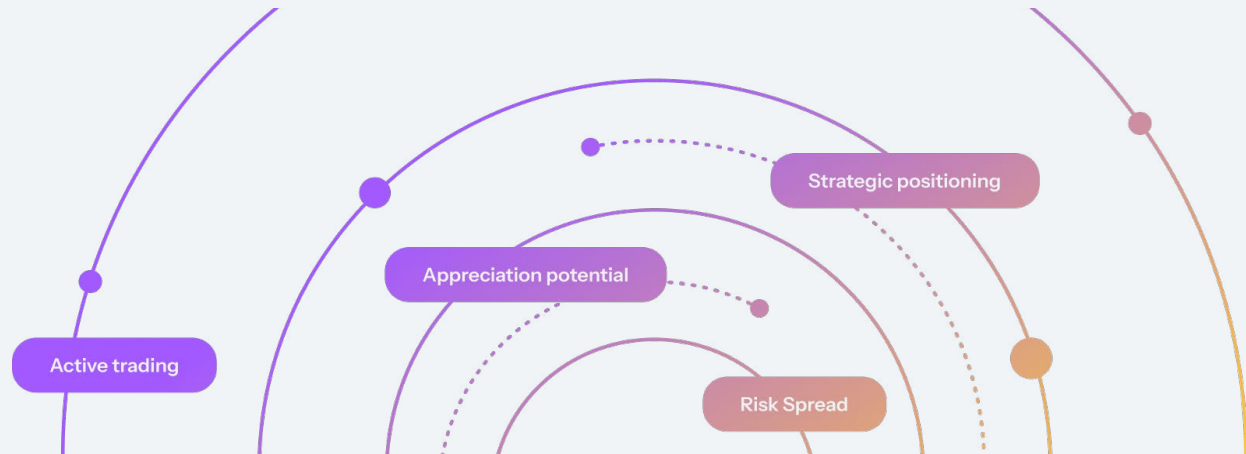 Strategic positioning
Appreciation potential
Active trading
Risk Spread